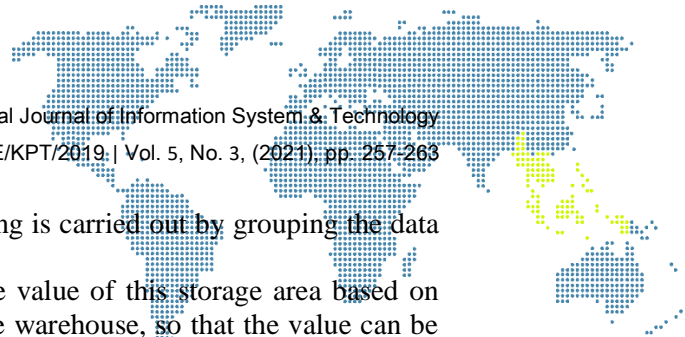 al Journal of Information System & Technology
E/KPT/2019 | Vol. 5, No. 3, (2021), pp. 257-263
ng is carried out by grouping the data
e value of this storage area based on
e warehouse, so that the value can be